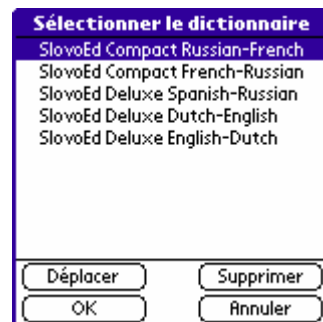 Sélectionner le dictionnaire
SlovoEd Compact Russian-French
SlovoEd Compact French-Russian
SlovoEd Deluxe Spanish-Russian
SlovoEd Deluxe Dutch-English
SlovoEd Deluxe English-Dutch
Déplacer Supprimer
OK Annuler